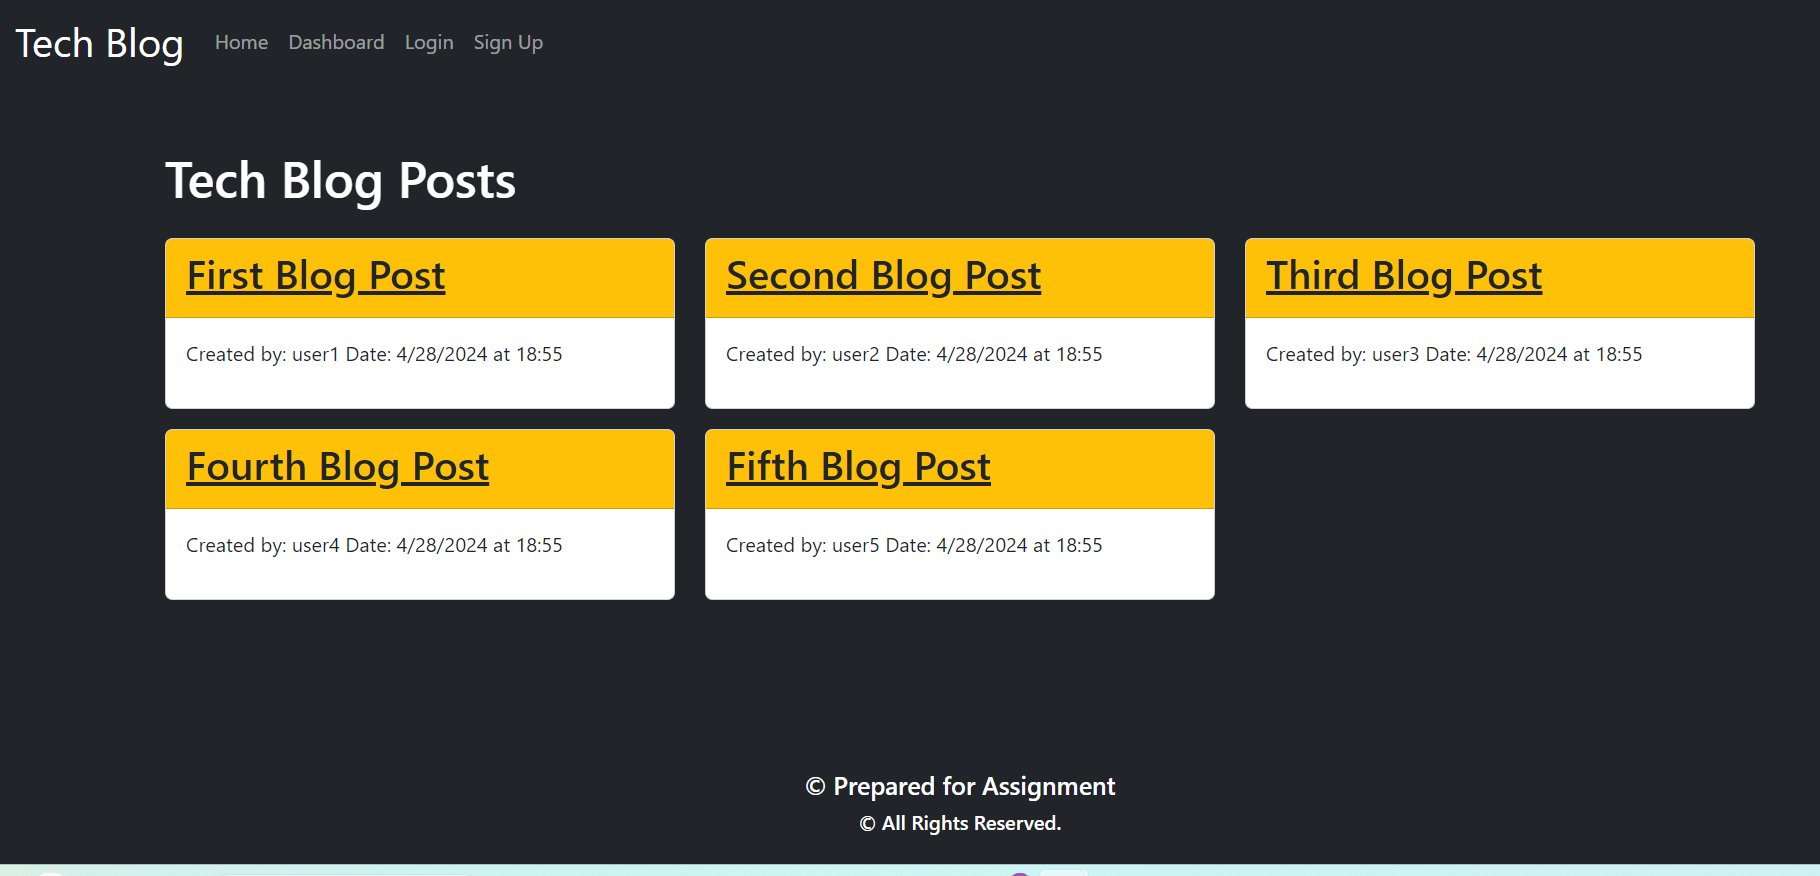 Tech Blog Home Dashboard Login Sign Up
Tech Blog Posts
First Blog Post
Created by: user1 Date: 4/28/2024 at 18:55
Second Blog Post
Created by: user2 Date: 4/28/2024 at 18:55
Third Blog Post
Created by: user3 Date: 4/28/2024 at 18:55
Fourth Blog Post
Created by: user4 Date: 4/28/2024 at 18:55
Fifth Blog Post
Created by: user5 Date: 4/28/2024 at 18:55
© Prepared for Assignment
© All Rights Reserved.